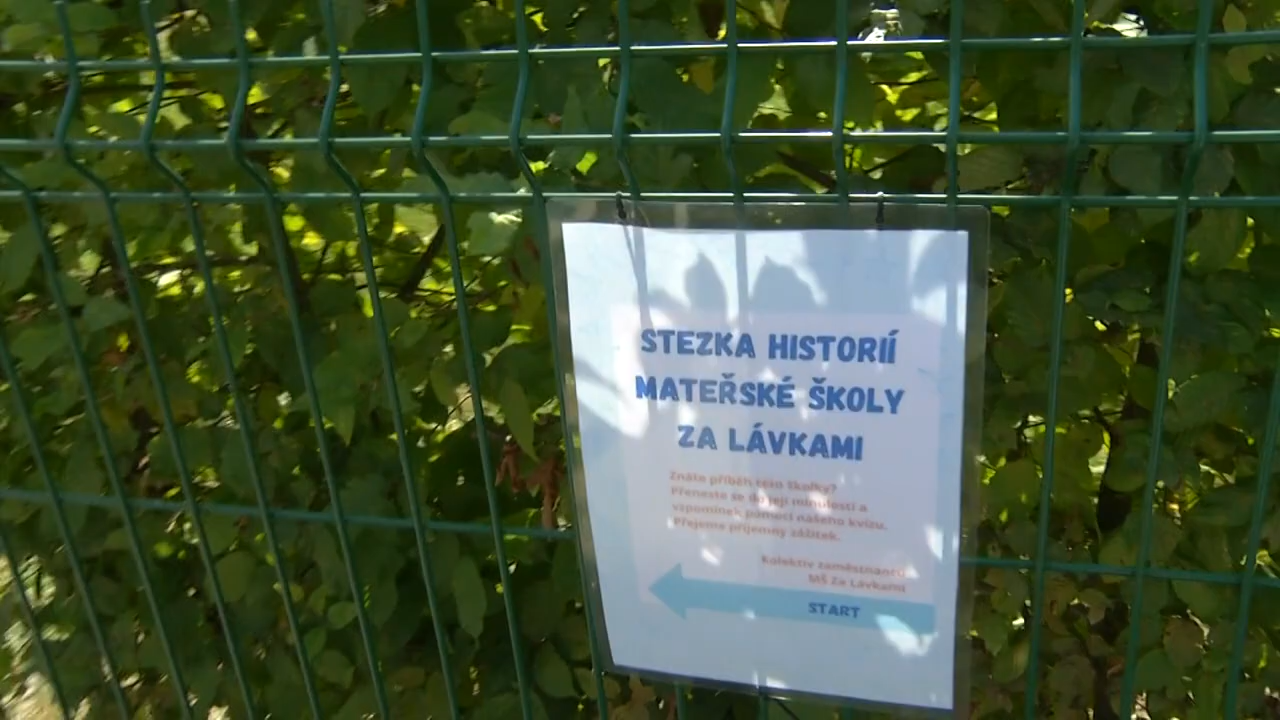 STEZKA HISTORIÍ
MATEŘSKÉ ŠKOLY
ZA LÁVKAMI
Znáte příběh této školky?
Přeneste se do její minulosti a
vzpomínek pomocí našeho kvízu.
Přejeme příjemný zážitek.
Kolektiv zaměstnanců
MŠ Za Lávkami
START